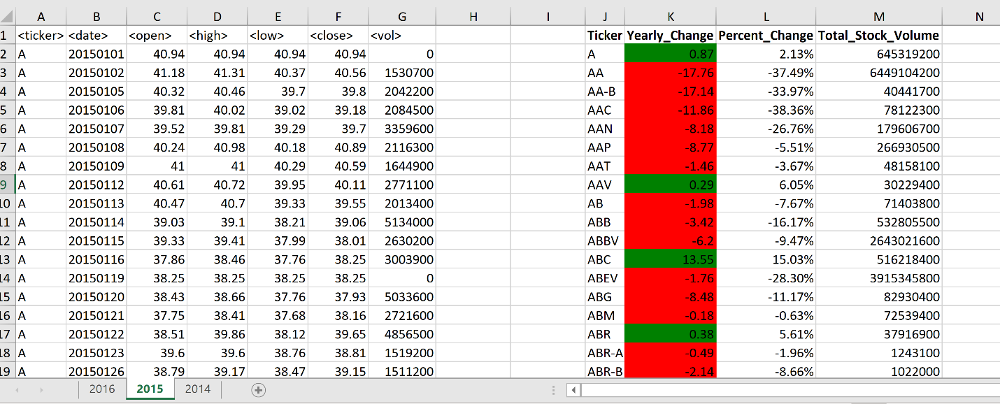 A B C D E F G H I J K L M N
1 <ticker> <date> <open> <high> <low> <close> <vol> Ticker Yearly_Change Percent_Change Total_Stock_Volume
2 A 20150101 40.94 40.94 40.94 40.94 0 A 0.87 2.13% 645319200
3 A 20150102 41.18 41.31 40.37 40.56 1530700 AA -17.76 -37.49% 6449104200
4 A 20150105 40.32 40.46 39.7 39.8 2042200 AA-B -17.14 -33.97% 40441700
5 A 20150106 39.81 40.02 39.02 39.18 2084500 AAC -11.86 -38.36% 78122300
6 A 20150107 39.52 39.81 39.29 39.7 3359600 AAN -8.18 -26.76% 179606700
7 A 20150108 40.24 40.98 40.18 40.89 2116300 AAP -8.77 -5.51% 266930500
8 A 20150109 41 41 40.29 40.59 1644900 AAT -1.46 -3.67% 48158100
9 A 20150112 40.61 40.72 39.95 40.11 2771100 AAV 0.29 6.05% 30229400
10 A 20150113 40.47 40.7 39.33 39.55 2013400 AB -1.98 -7.67% 71403800
11 A 20150114 39.03 39.1 38.21 39.06 5134000 ABB -3.42 -16.17% 532805500
12 A 20150115 39.33 39.41 37.99 38.01 2630200 ABBV -6.2 -9.47% 2643021600
13 A 20150116 37.86 38.46 37.76 38.25 3003900 ABC 13.55 15.03% 516218400
14 A 20150119 38.25 38.25 38.25 38.25 0 ABEV -1.76 -28.30% 3915345800
15 A 20150120 38.43 38.66 37.76 37.93 5033600 ABG -8.48 -11.17% 82930400
16 A 20150121 37.75 38.41 37.68 38.16 2721600 ABM -0.18 -0.63% 72539400
17 A 20150122 38.51 39.86 38.12 39.65 4856500 ABR 0.38 5.61% 37916900
18 A 20150123 39.6 39.6 38.76 38.81 1519200 ABR-A -0.49 -1.96% 1243100
19 A 20150126 38.79 39.17 38.47 39.15 1511200 ABR-B -2.14 -8.66% 1022000
2016 2015 2014